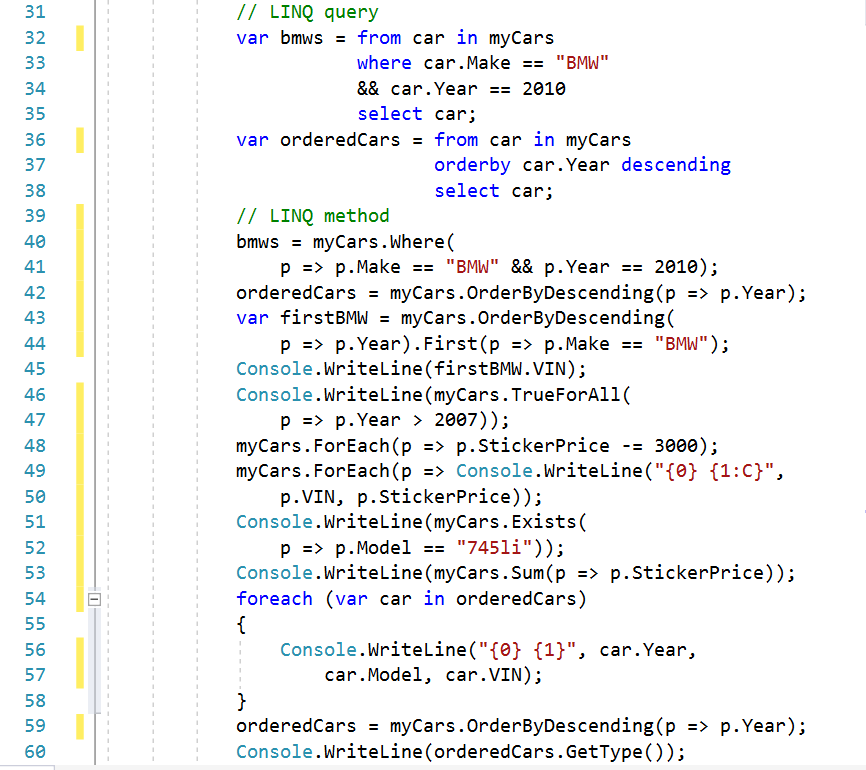 31 // LINQ query
32 var bmws = from car in myCars
33 where car.Make == "BMW"
34 && car.Year == 2010
35 select car;
36 var orderedCars = from car in myCars
37 orderby car.Year descending
38 select car;
39 // LINQ method
40 bmws = myCars.Where(
41 p => p.Make == "BMW" && p.Year == 2010);
42 orderedCars = myCars.OrderByDescending(p => p.Year);
43 var firstBMW = myCars.OrderByDescending(
44 p => p.Year).First(p => p.Make == "BMW");
45 Console.WriteLine(firstBMW.VIN);
46 Console.WriteLine(myCars.TrueForAll(
47 p => p.Year > 2007));
48 myCars.ForEach(p => p.StickerPrice -= 3000);
49 myCars.ForEach(p => Console.WriteLine("{0} {1:C}",
50 p.VIN, p.StickerPrice));
51 Console.WriteLine(myCars.Exists(
52 p => p.Model == "745li"));
53 Console.WriteLine(myCars.Sum(p => p.StickerPrice));
54 foreach (var car in orderedCars)
55 {
56 Console.WriteLine("{0} {1}", car.Year,
57 car.Model, car.VIN);
58 }
59 orderedCars = myCars.OrderByDescending(p => p.Year);
60 Console.WriteLine(orderedCars.GetType());